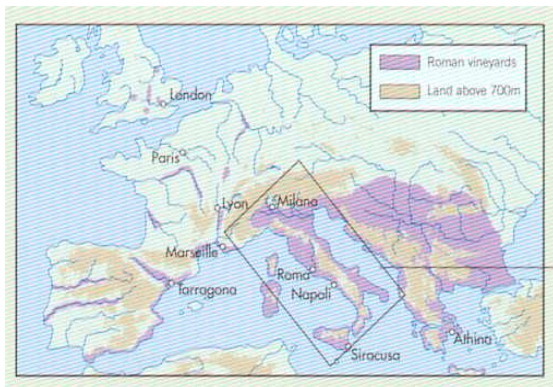 Roman vineyards
Land above 700m
London
Paris
Lyon
Milano
Marseille
Roma
Tarragona
Napoli
Athina
Siracusa